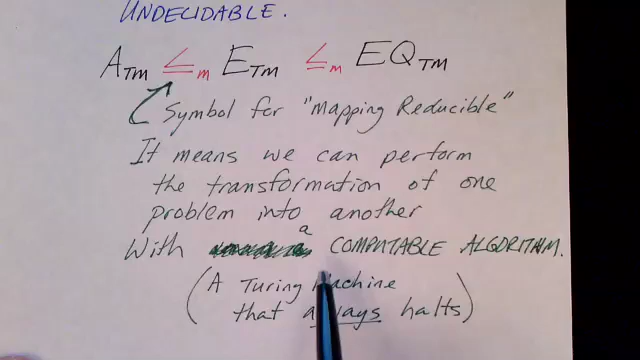 UNDECIDABLE.
A_TM ≤_m E_TM ≤_m EQ_TM
Symbol for "Mapping Reducible"
It means we can perform
the transformation of one
problem into another
With a COMPUTABLE ALGORITHM.
(A Turing Machine
that always halts)